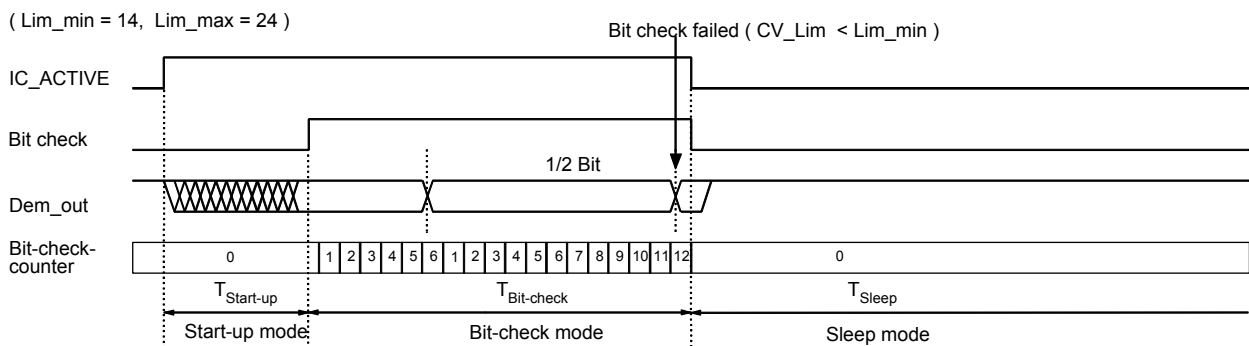 ( Lim_min = 14, Lim_max = 24 )
Bit check failed ( CV_Lim < Lim_min )
IC_ACTIVE
Bit check
1/2 Bit
Dem_out
Bit-check-
counter
0 1 2 3 4 5 6 1 2 3 4 5 6 7 8 9 10 11 12 0
TStart-up TBit-check TSleep
Start-up mode Bit-check mode Sleep mode